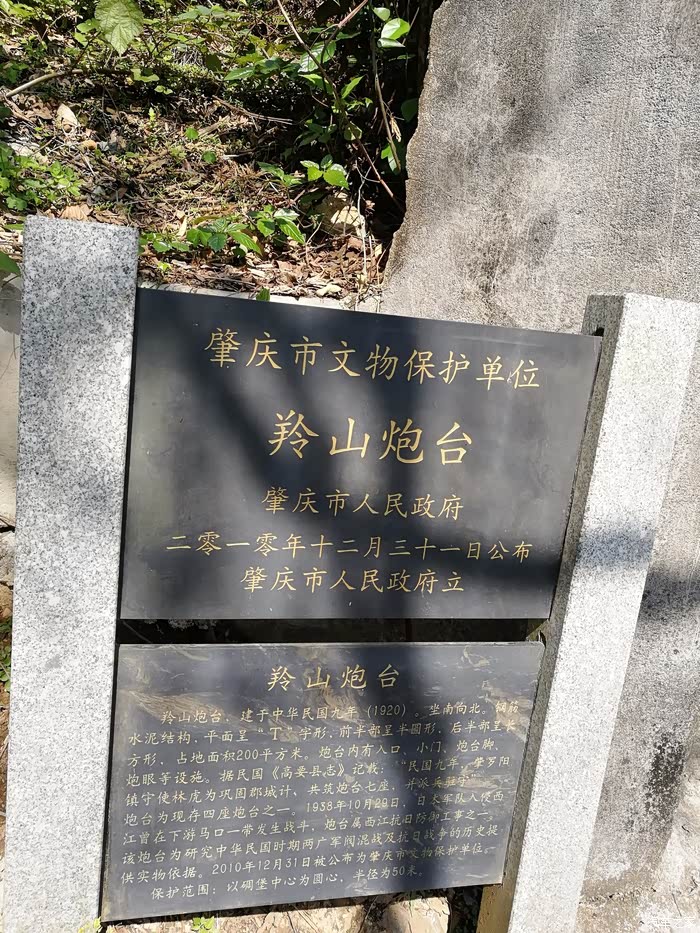 肇庆市文物保护单位
羚山炮台
肇庆市人民政府
二零一零年十二月三十一日公布
肇庆市人民政府立
羚山炮台
羚山炮台，建于中华民国九年（1920）。坐南向北。钢筋
水泥结构，平面呈“T”字形，前半部呈半圆形，后半部呈长
方形，占地面积200平方米。炮台内有入口、小门、炮台脚、
炮眼等设施。据民国《高要县志》记载：“民国九年，肇罗阳
镇守使林虎为巩固郡城计，共筑炮台七座，并派兵驻守”
炮台为现存四座炮台之一。1938年10月29日，日本军队入侵西
江曾在下游马口一带发生战斗，炮台属西江抗日防御工事之一。
该炮台为研究中华民国时期两广军阀混战及抗日战争的历史提
供实物依据。2010年12月31日被公布为肇庆市文物保护单位。
保护范围：以碉堡中心为圆心，半径为50米。